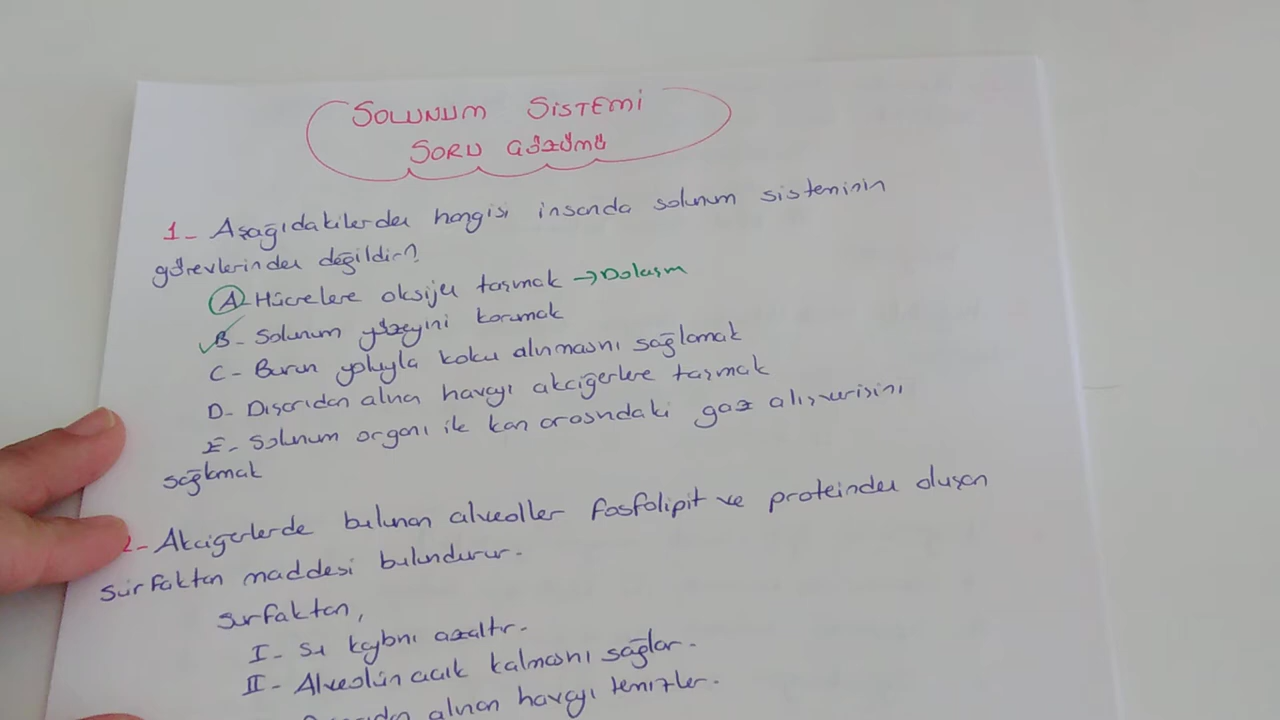 SOLUNUM SİSTEMİ
SORU ÇÖZÜMÜ
1- Aşağıdakilerden hangisi insanda solunum sisteminin
görevlerinden değildir?
A- Hücrelere oksijen taşımak → Dolaşım
B- Solunum yüzeyini korumak
C- Burun yoluyla koku alınmasını sağlamak
D- Dışarıdan alınan havayı akciğerlere taşımak
E- Solunum organı ile kan arasındaki gaz alışverişini
sağlamak
2- Akciğerlerde bulunan alveoller fosfolipit ve proteinden oluşan
sürfaktan maddesi bulundurur.
Surfaktan,
I- Su kaybını azaltır.
II- Alveolün açık kalmasını sağlar.
alınan havayı temizler.